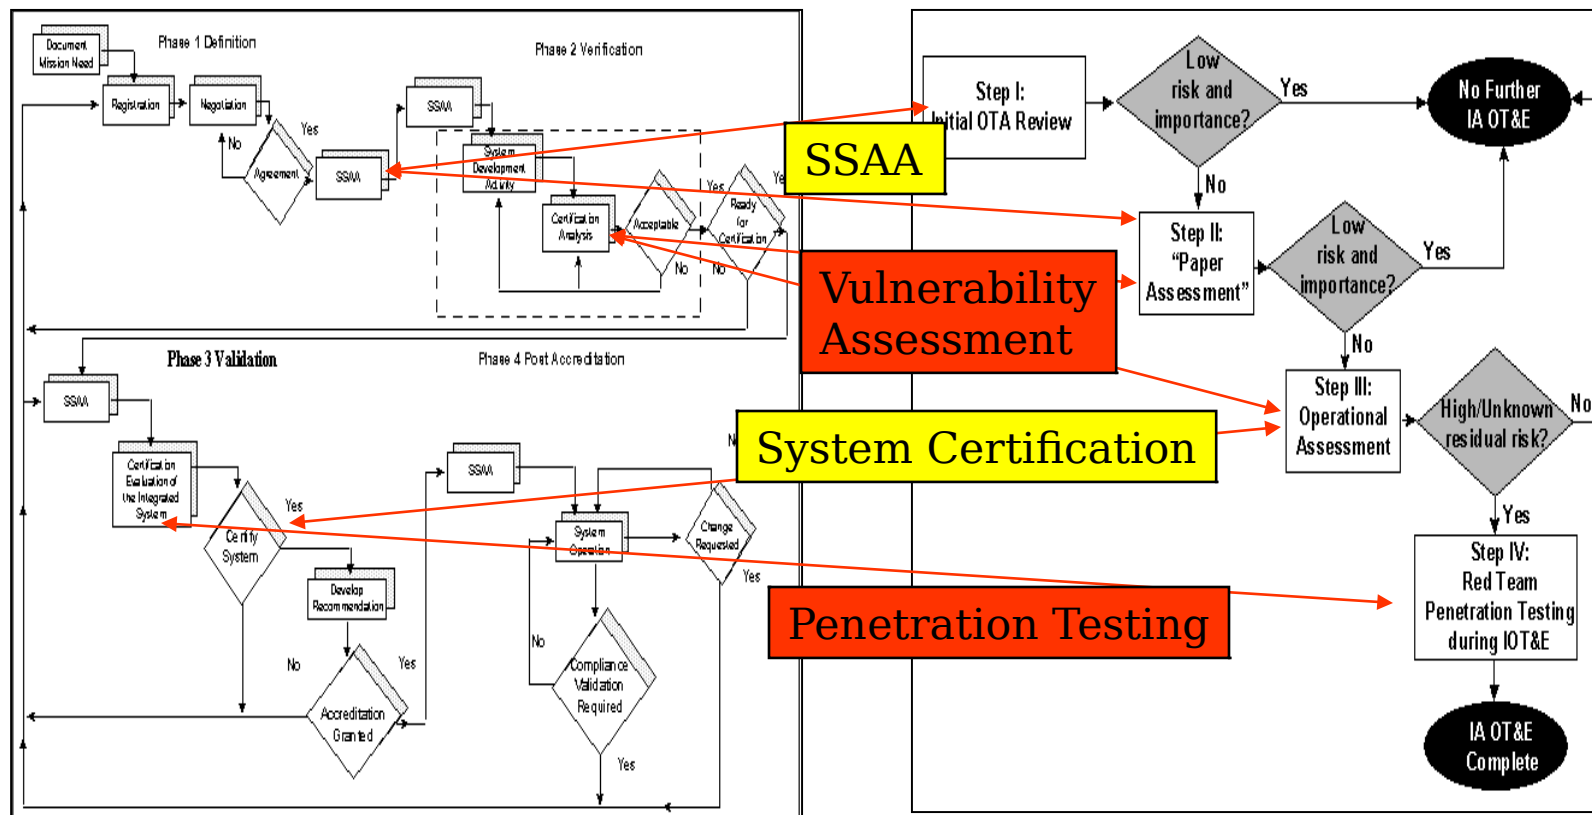 Phase 1 Definition
Document
Mission Need
Registration
Negotiation
Yes
No
Agreement
SSAA
Phase 2 Verification
SSAA
System
Development
Activity
Certification
Analysis
Acceptable
No
Yes
Ready
for
Certification
No
Phase 3 Validation
SSAA
Certification
Evaluation of
the Integrated
System
Yes
Certify
System
Develop
Recommendation
No
Yes
Accreditation
Granted
Phase 4 Post Accreditation
SSAA
System
Operation
Change
Requested
Yes
No
Compliance
Validation
Required
Yes
SSAA
Vulnerability
Assessment
System Certification
Penetration Testing
Step I:
Initial OTA Review
Low
risk and
importance?
Yes
No Further
IA OT&E
No
Step II:
“Paper
Assessment”
Low
risk and
importance?
Yes
No
Step III:
Operational
Assessment
High/Unknown
residual risk?
No
Yes
Step IV:
Red Team
Penetration Testing
during IOT&E
IA OT&E
Complete